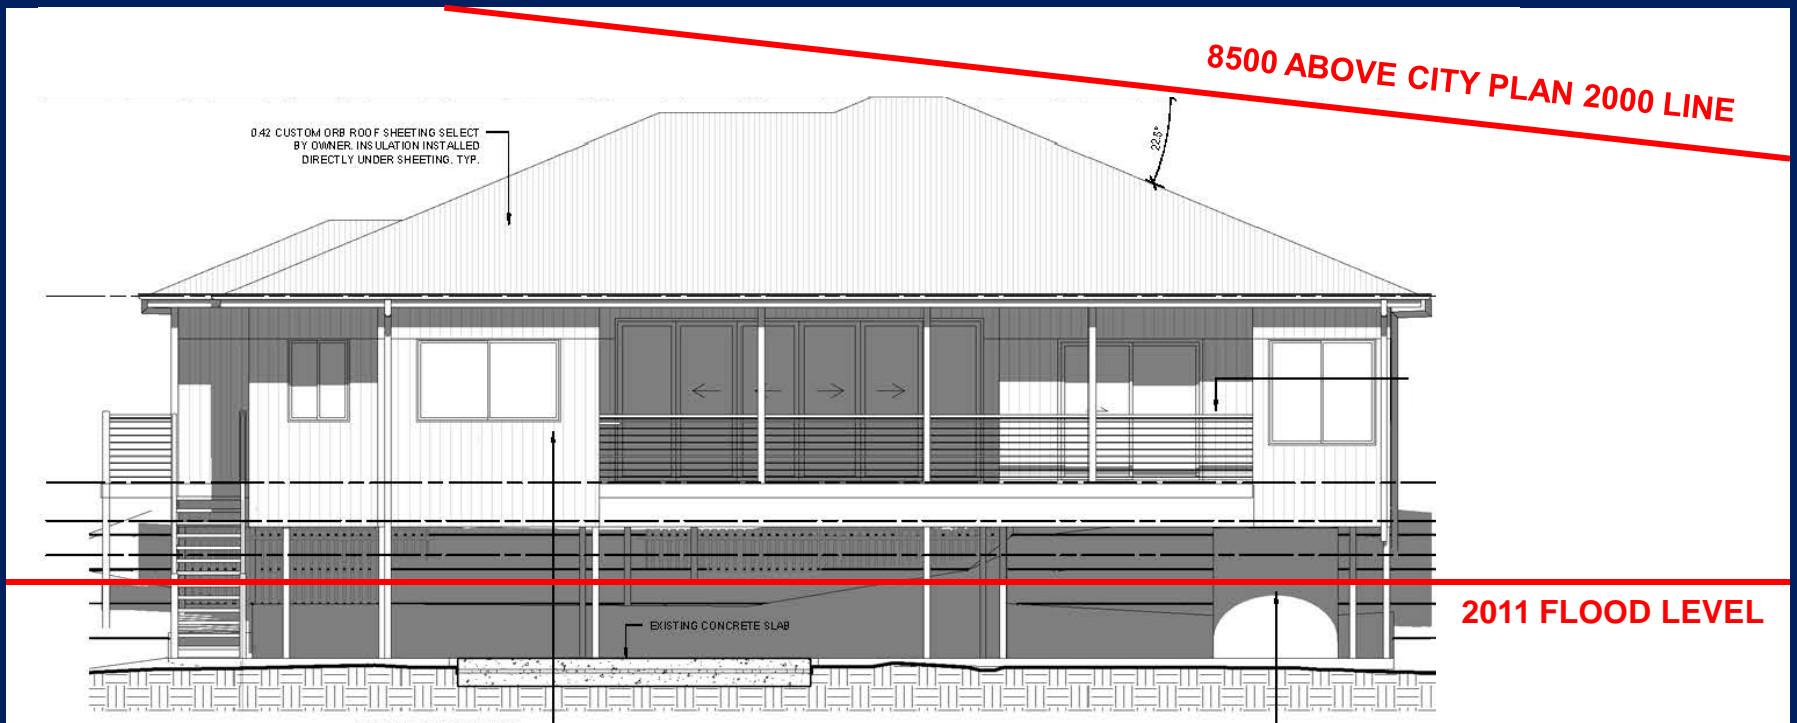 8500 ABOVE CITY PLAN 2000 LINE
0.42 CUSTOM ORB ROOF SHEETING SELECT
BY OWNER. INSULATION INSTALLED
DIRECTLY UNDER SHEETING. TYP.
22.5°
2011 FLOOD LEVEL
EXISTING CONCRETE SLAB